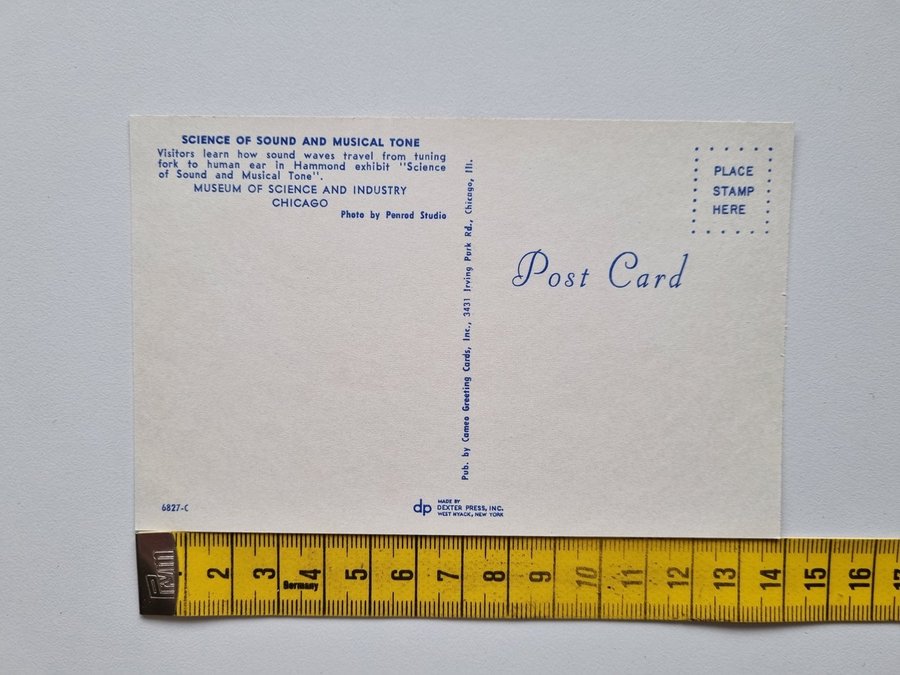 SCIENCE OF SOUND AND MUSICAL TONE
Visitors learn how sound waves travel from tuning
fork to human ear in Hammond exhibit "Science
of Sound and Musical Tone".
MUSEUM OF SCIENCE AND INDUSTRY
CHICAGO
Photo by Penrod Studio
Pub. by Cameo Greeting Cards, Inc., 3431 Irving Park Rd., Chicago, Ill.
PLACE
STAMP
HERE
Post Card
6827-C
dp
MADE BY
DEXTER PRESS, INC.
WEST NYACK, NEW YORK
2 3 4 5 6 7 8 9 10 11 12 13 14 15 16 17
Germany